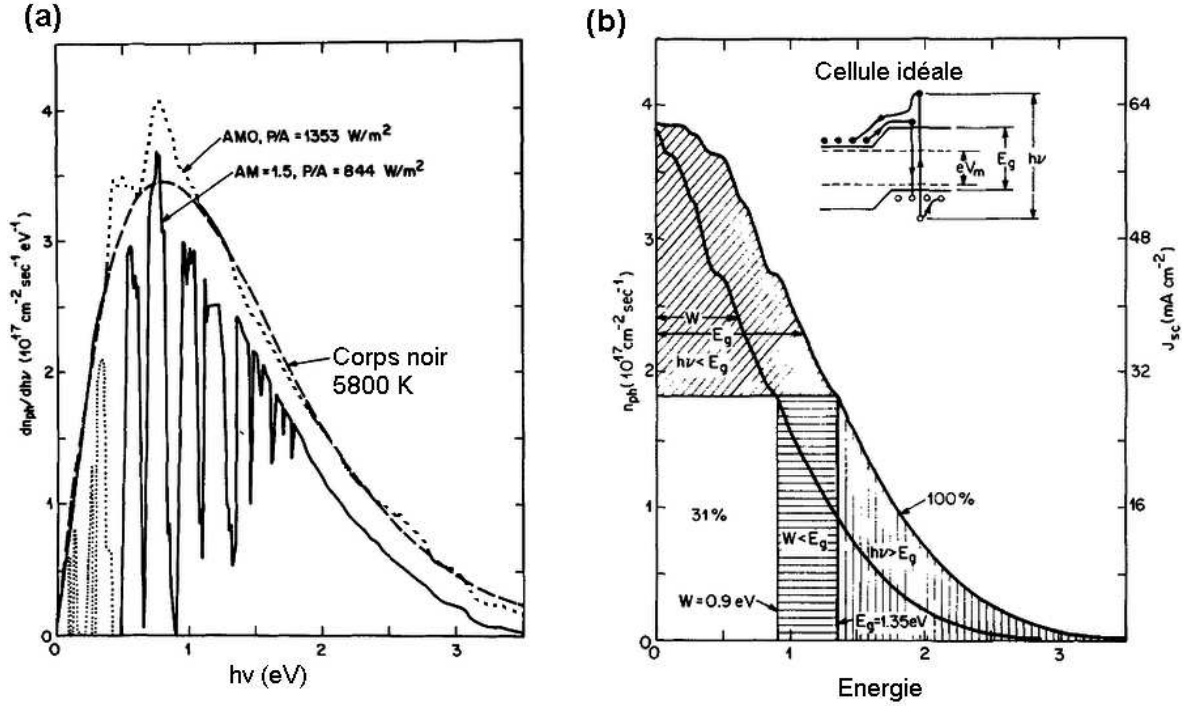 (a)
4
3
2
1
0
dn_ph/dhν (10^17 cm^-2 sec^-1 eV^-1)
AMO, P/A = 1353 W/m²
AM = 1.5, P/A = 844 W/m²
Corps noir
5800 K
0
1
2
3
hν (eV)
(b)
4
3
2
1
0
n_ph (10^17 cm^-2 sec^-1)
Cellule idéale
eV_m
E_g
hν
W
E_g
hν < E_g
31%
W < E_g
hν > E_g
100%
W = 0.9 eV
E_g = 1.35 eV
64
48
32
16
J_sc (mA cm^-2)
0
1
2
3
Energie